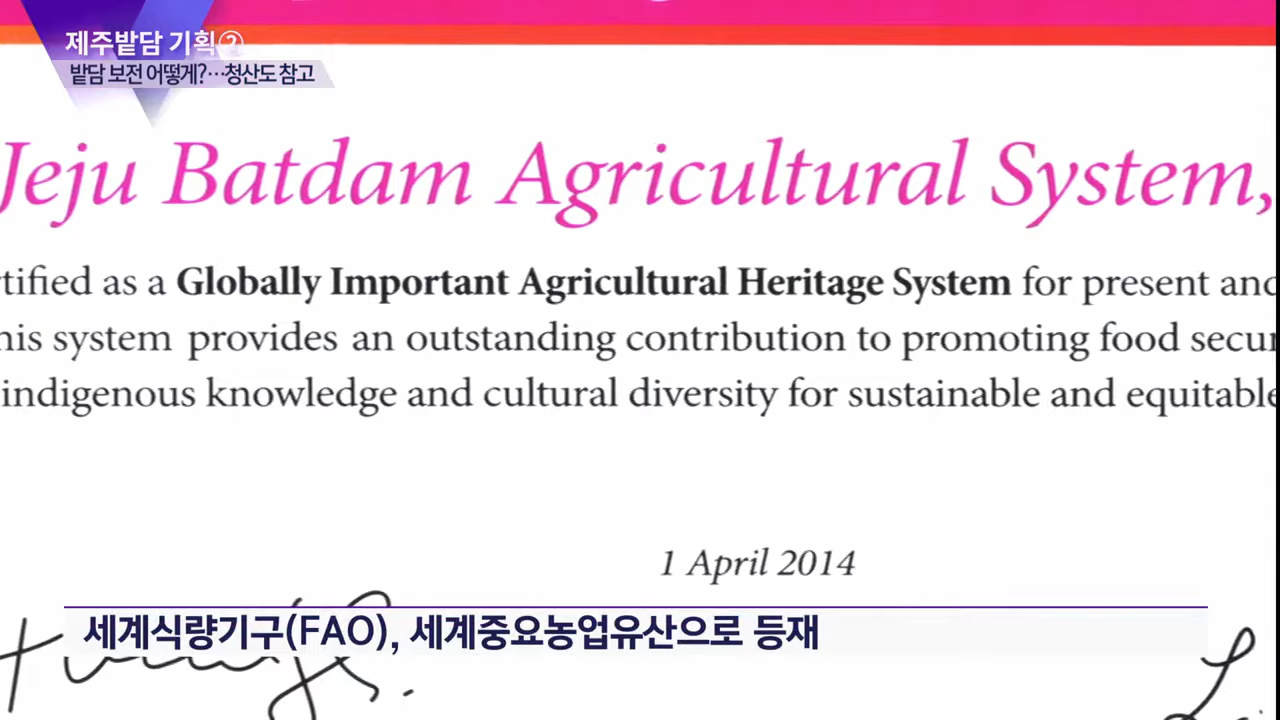 제주밭담 기획②
밭담 보전 어떻게?…청산도 참고
Jeju Batdam Agricultural System,
tified as a Globally Important Agricultural Heritage System for present and
his system provides an outstanding contribution to promoting food secur
indigenous knowledge and cultural diversity for sustainable and equitable
1 April 2014
세계식량기구(FAO), 세계중요농업유산으로 등재